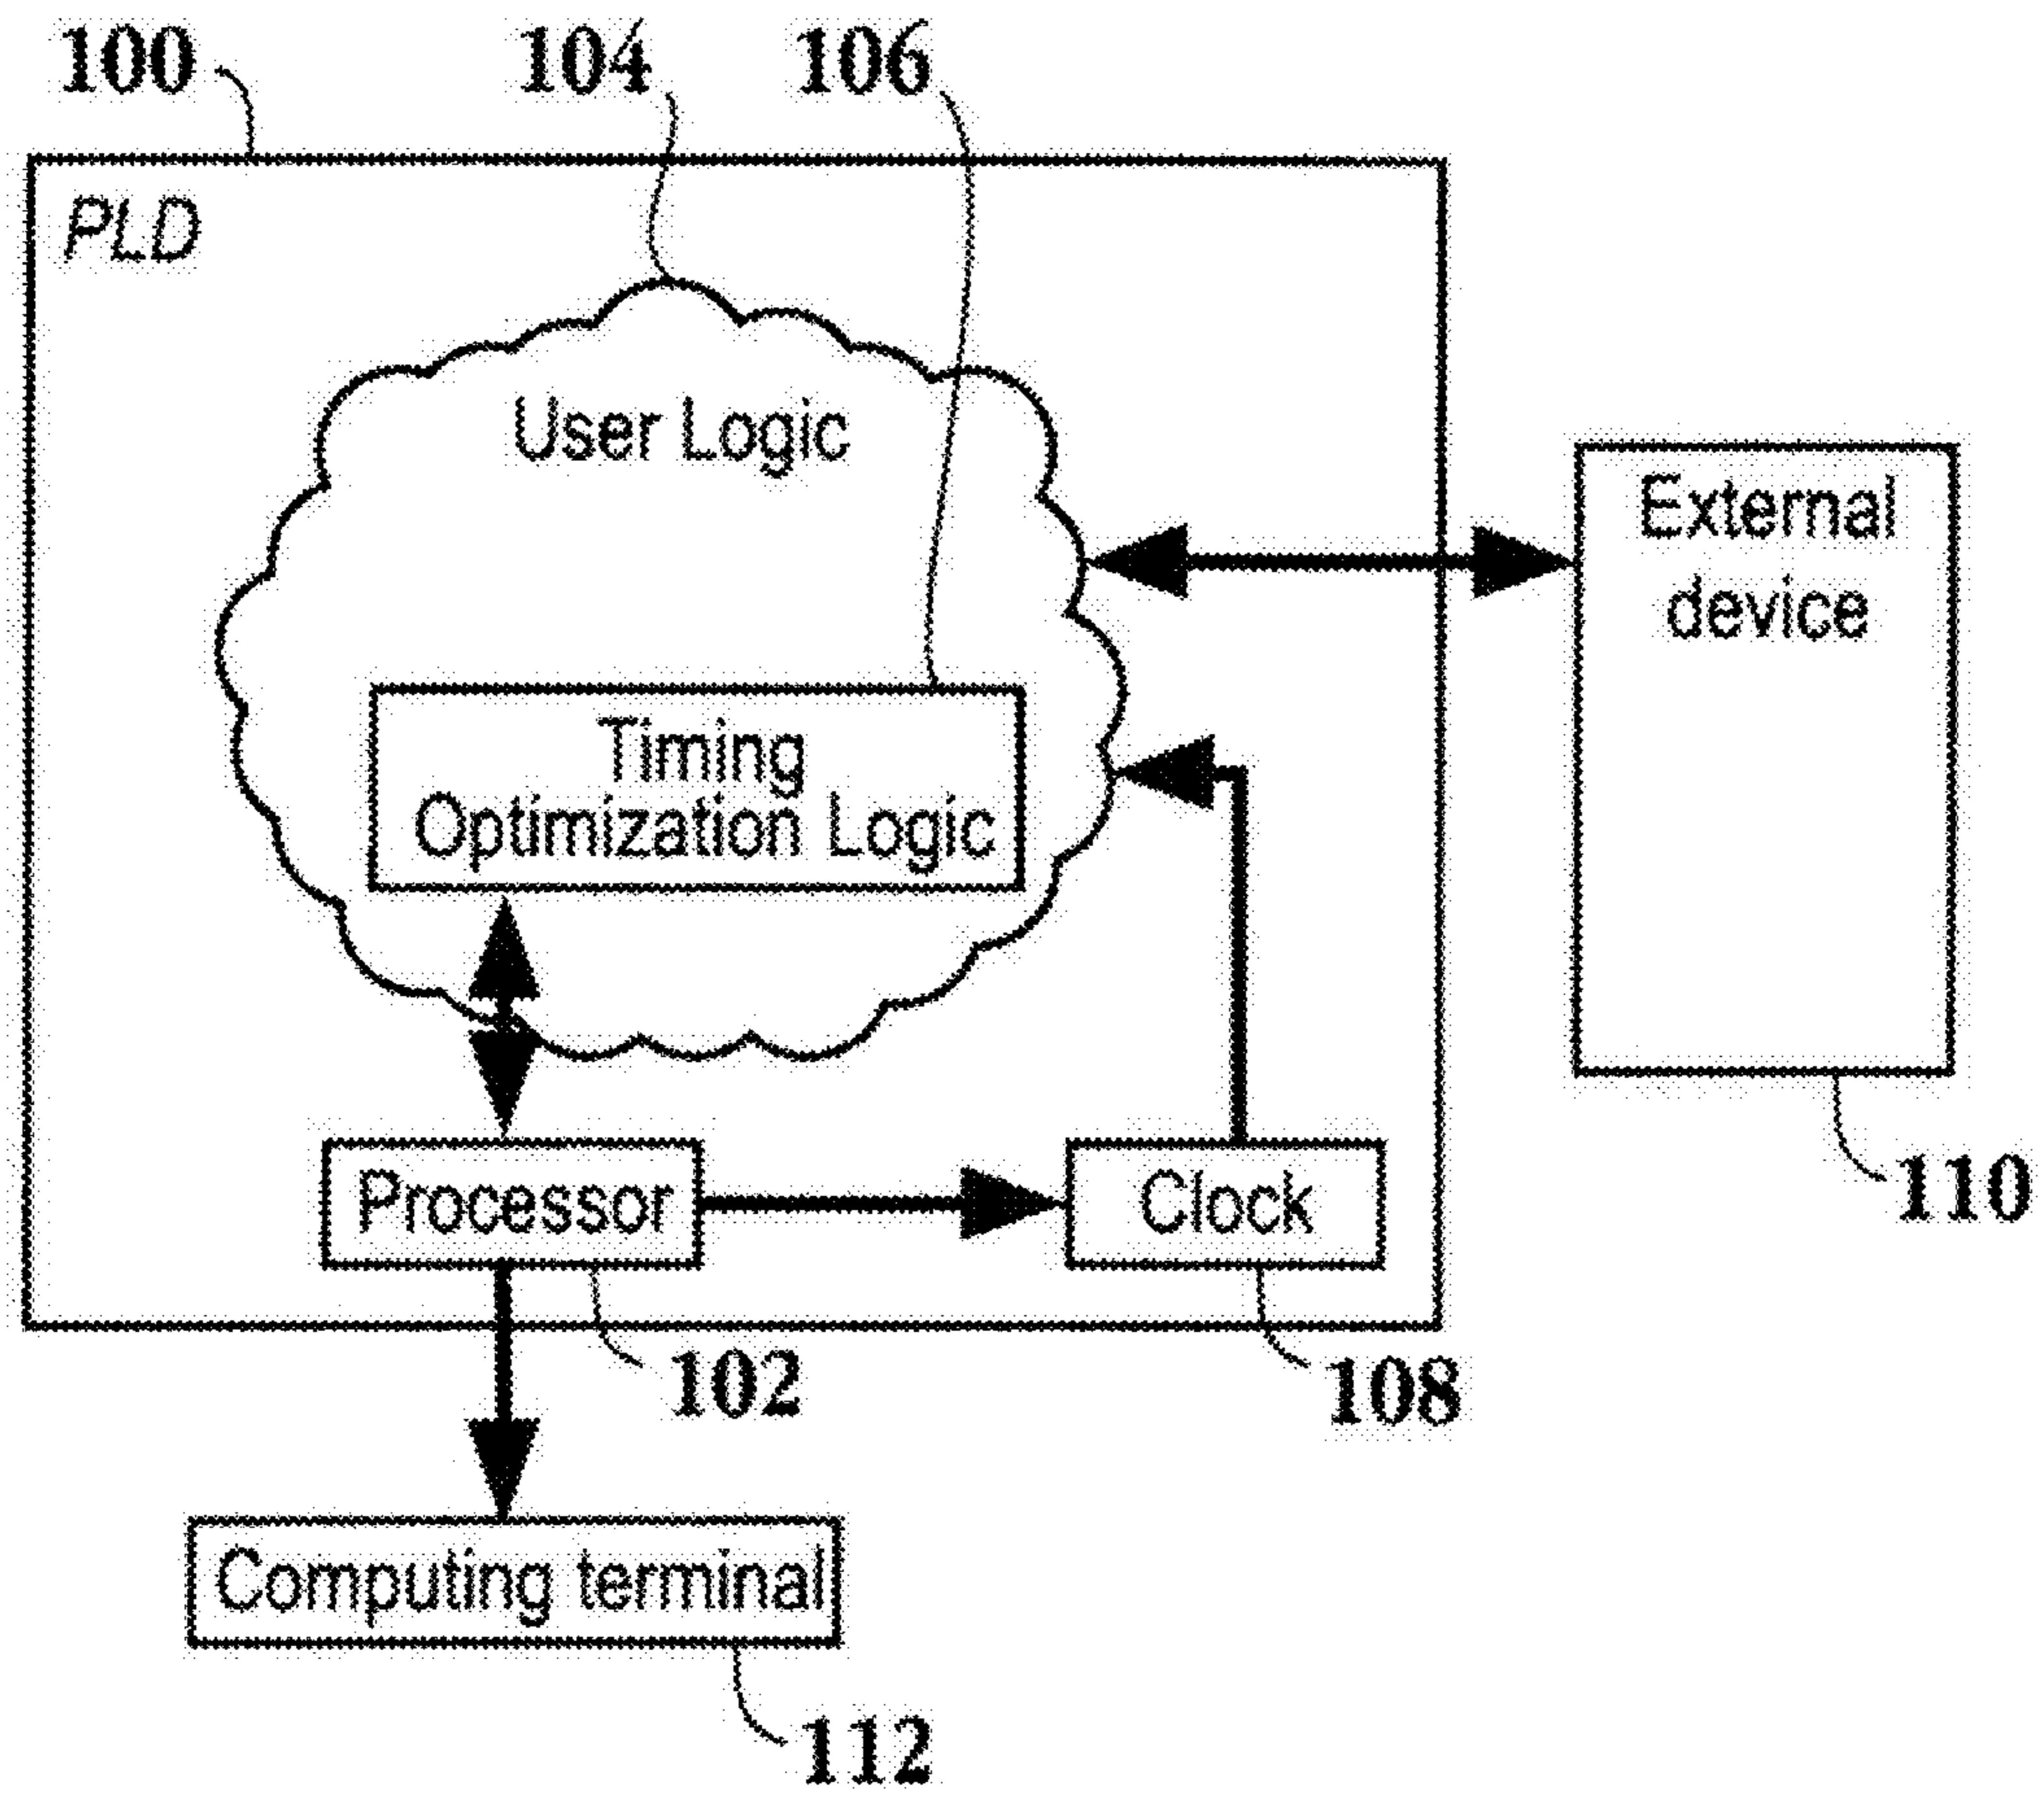 100
104
106
PLD
User Logic
External
device
Timing
Optimization Logic
Processor
Clock
110
102
108
Computing terminal
112